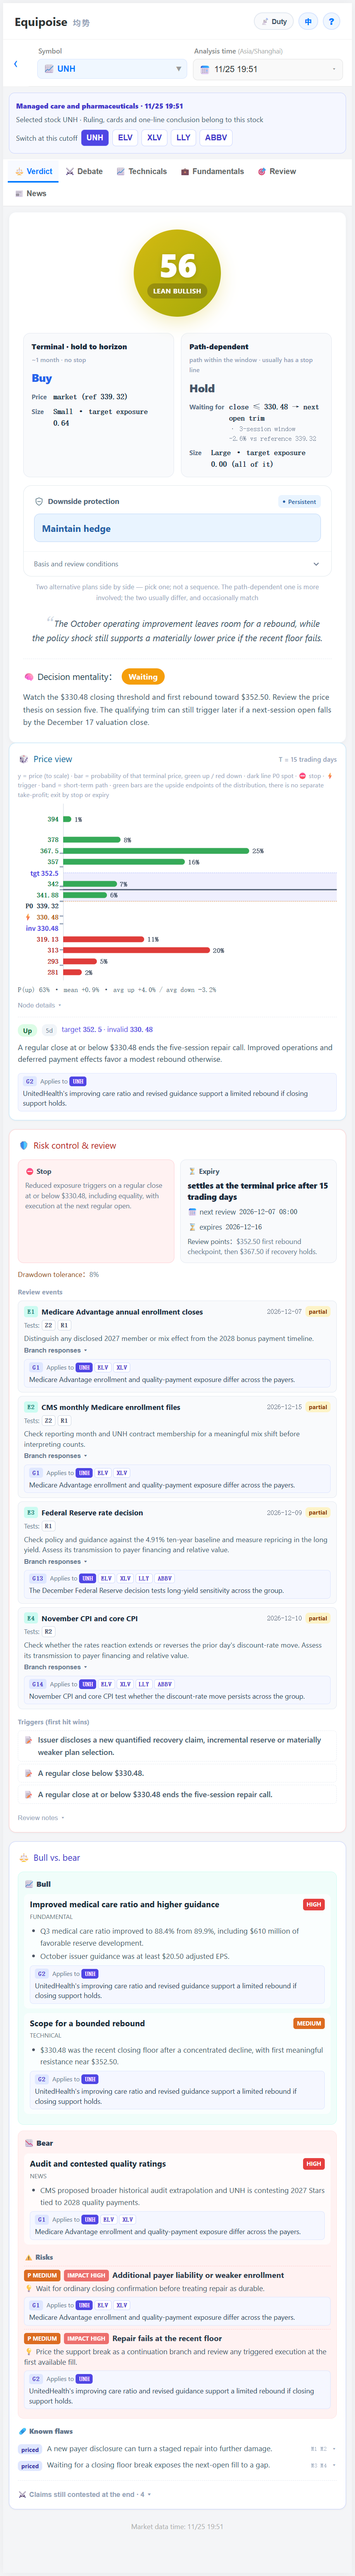 Equipoise 均势
Duty
中
?
Symbol
Analysis time (Asia/Shanghai)
UNH
11/25 19:51
Managed care and pharmaceuticals · 11/25 19:51
Selected stock UNH · Ruling, cards and one-line conclusion belong to this stock
Switch at this cutoff UNH ELV XLV LLY ABBV
Verdict Debate Technicals Fundamentals Review
News
56
LEAN BULLISH
Terminal · hold to horizon
~1 month · no stop
Buy
Price market (ref 339.32)
Size Small • target exposure
0.64
Path-dependent
path within the window · usually has a stop
line
Hold
Waiting for close ≤ 330.48 → next
open trim
· 3-session window
-2.6% vs reference 339.32
Size Large • target exposure
0.00 (all of it)
Downside protection
• Persistent
Maintain hedge
Basis and review conditions
Two alternative plans side by side — pick one; not a sequence. The path-dependent one is more
involved; the two usually differ, and occasionally match
“The October operating improvement leaves room for a rebound, while
the policy shock still supports a materially lower price if the recent floor fails.
Decision mentality: Waiting
Watch the $330.48 closing threshold and first rebound toward $352.50. Review the price
thesis on session five. The qualifying trim can still trigger later if a next-session open falls
by the December 17 valuation close.
Price view
T = 15 trading days
y = price (to scale) · bar = probability of that terminal price, green up / red down · dark line P0 spot · stop ·
trigger · band = short-term path · green bars are the upside endpoints of the distribution, there is no separate
take-profit; exit by stop or expiry
394 1%
378 8%
367.5 25%
357 16%
tgt 352.5
342 7%
341.88 6%
P0 339.32
330.48
inv 330.48
319.13 11%
313 20%
293 5%
281 2%
P(up) 63% • mean +0.9% • avg up +4.0% / avg down -3.2%
Node details
Up 5d target 352.5 · invalid 330.48
A regular close at or below $330.48 ends the five-session repair call. Improved operations and
deferred payment effects favor a modest rebound otherwise.
G2 Applies to UNH
UnitedHealth's improving care ratio and revised guidance support a limited rebound if closing
support holds.
Risk control & review
Stop
Reduced exposure triggers on a regular close
at or below $330.48, including equality, with
execution at the next regular open.
Expiry
settles at the terminal price after 15
trading days
next review 2026-12-07 08:00
expires 2026-12-16
Review points: $352.50 first rebound
checkpoint, then $367.50 if recovery holds.
Drawdown tolerance: 8%
Review events
E1 Medicare Advantage annual enrollment closes 2026-12-07 partial
Tests: Z2 R1
Distinguish any disclosed 2027 member or mix effect from the 2028 bonus payment timeline.
Branch responses
G1 Applies to UNH ELV XLV
Medicare Advantage enrollment and quality-payment exposure differ across the payers.
E2 CMS monthly Medicare enrollment files 2026-12-15 partial
Tests: Z2 R1
Check reporting month and UNH contract membership for a meaningful mix shift before
interpreting counts.
Branch responses
G1 Applies to UNH ELV XLV
Medicare Advantage enrollment and quality-payment exposure differ across the payers.
E3 Federal Reserve rate decision 2026-12-09 partial
Tests: R1
Check policy and guidance against the 4.91% ten-year baseline and measure repricing in the long
yield. Assess its transmission to payer financing and relative value.
Branch responses
G13 Applies to UNH ELV XLV LLY ABBV
The December Federal Reserve decision tests long-yield sensitivity across the group.
E4 November CPI and core CPI 2026-12-10 partial
Tests: R2
Check whether the rates reaction extends or reverses the prior day's discount-rate move. Assess
its transmission to payer financing and relative value.
Branch responses
G14 Applies to UNH ELV XLV LLY ABBV
November CPI and core CPI test whether the discount-rate move persists across the group.
Triggers (first hit wins)
Issuer discloses a new quantified recovery claim, incremental reserve or materially
weaker plan selection.
A regular close below $330.48.
A regular close at or below $330.48 ends the five-session repair call.
Review notes
Bull vs. bear
Bull
Improved medical care ratio and higher guidance HIGH
FUNDAMENTAL
• Q3 medical care ratio improved to 88.4% from 89.9%, including $610 million of
favorable reserve development.
• October issuer guidance was at least $20.50 adjusted EPS.
G2 Applies to UNH
UnitedHealth's improving care ratio and revised guidance support a limited rebound if
closing support holds.
Scope for a bounded rebound MEDIUM
TECHNICAL
• $330.48 was the recent closing floor after a concentrated decline, with first meaningful
resistance near $352.50.
G2 Applies to UNH
UnitedHealth's improving care ratio and revised guidance support a limited rebound if
closing support holds.
Bear
Audit and contested quality ratings HIGH
NEWS
• CMS proposed broader historical audit extrapolation and UNH is contesting 2027 Stars
tied to 2028 quality payments.
G1 Applies to UNH ELV XLV
Medicare Advantage enrollment and quality-payment exposure differ across the payers.
Risks
P MEDIUM IMPACT HIGH Additional payer liability or weaker enrollment
Wait for ordinary closing confirmation before treating repair as durable.
G1 Applies to UNH ELV XLV
Medicare Advantage enrollment and quality-payment exposure differ across the payers.
P MEDIUM IMPACT HIGH Repair fails at the recent floor
Price the support break as a continuation branch and review any triggered execution at the
first available fill.
G2 Applies to UNH
UnitedHealth's improving care ratio and revised guidance support a limited rebound if closing
support holds.
Known flaws
priced A new payer disclosure can turn a staged repair into further damage.
priced Waiting for a closing floor break exposes the next-open fill to a gap.
Claims still contested at the end · 4
Market data time: 11/25 19:51